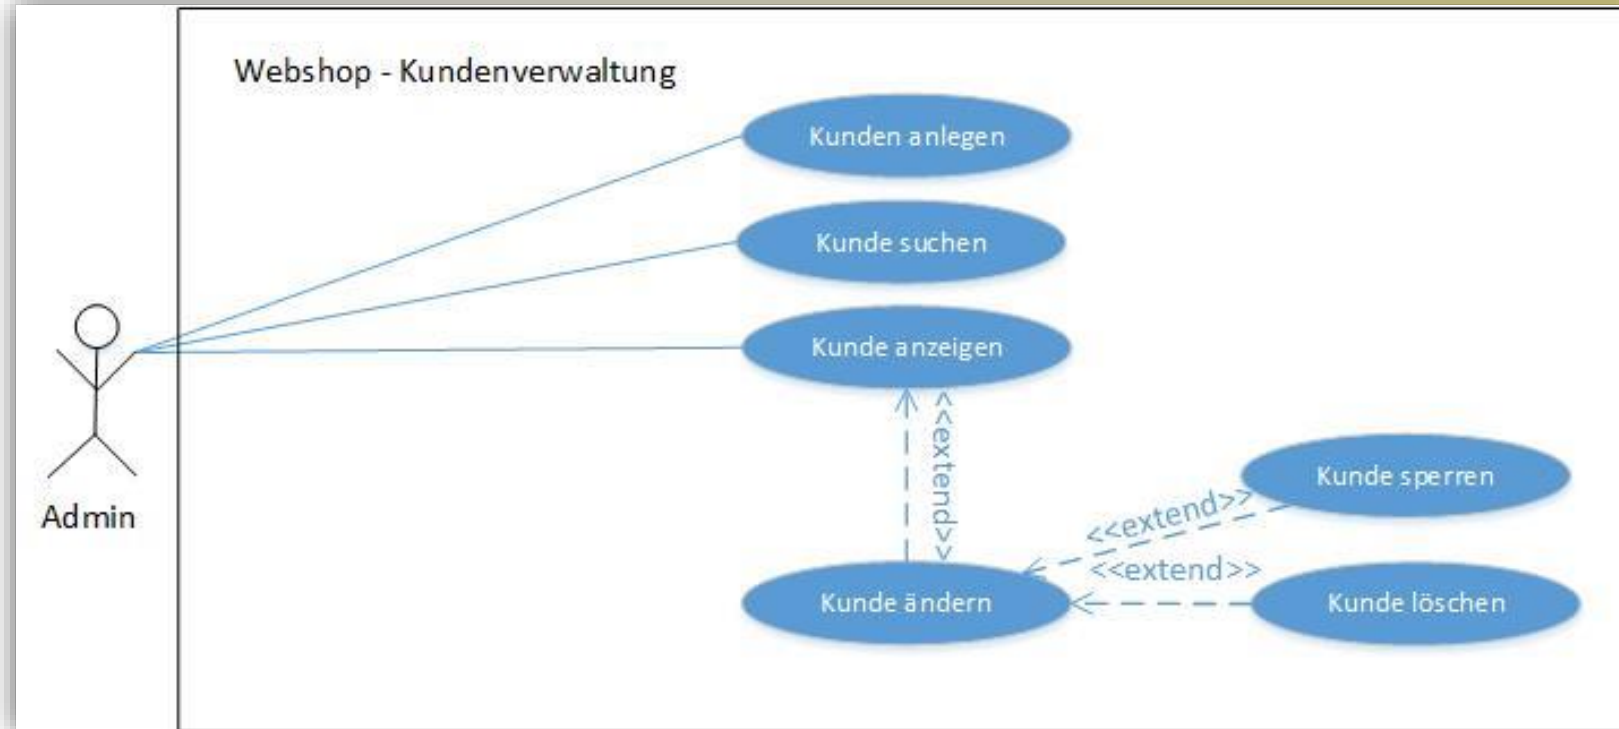 Webshop - Kundenverwaltung
Kunden anlegen
Kunde suchen
Kunde anzeigen
<<extend>>
Kunde sperren
<<extend>>
Admin
<<extend>>
Kunde ändern
Kunde löschen